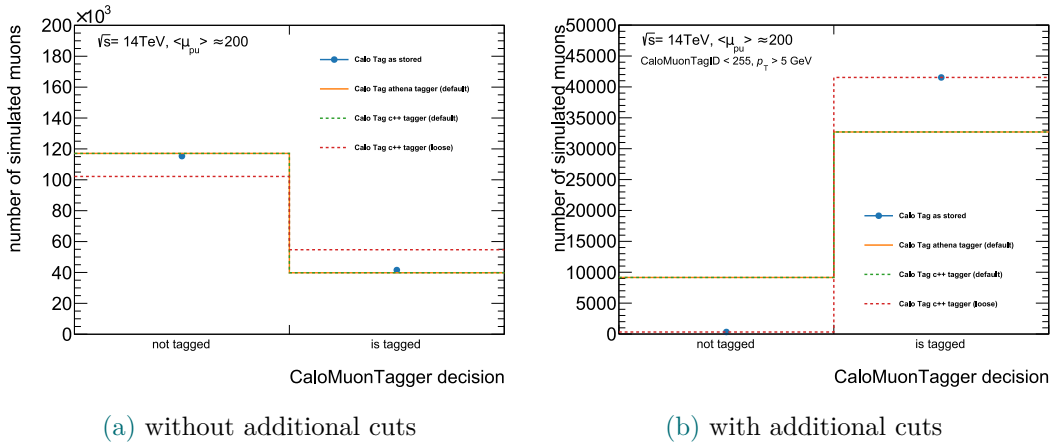 ×10³
200
180
160
140
120
100
80
60
40
20
0
number of simulated muons
√s= 14TeV, <μ_pu> ≈200
Calo Tag as stored
Calo Tag athena tagger (default)
Calo Tag c++ tagger (default)
Calo Tag c++ tagger (loose)
not tagged
is tagged
CaloMuonTagger decision
(a) without additional cuts
50000
45000
40000
35000
30000
25000
20000
15000
10000
5000
0
number of simulated muons
√s= 14TeV, <μ_pu> ≈200
CaloMuonTagID < 255, p_T > 5 GeV
Calo Tag as stored
Calo Tag athena tagger (default)
Calo Tag c++ tagger (default)
Calo Tag c++ tagger (loose)
not tagged
is tagged
CaloMuonTagger decision
(b) with additional cuts